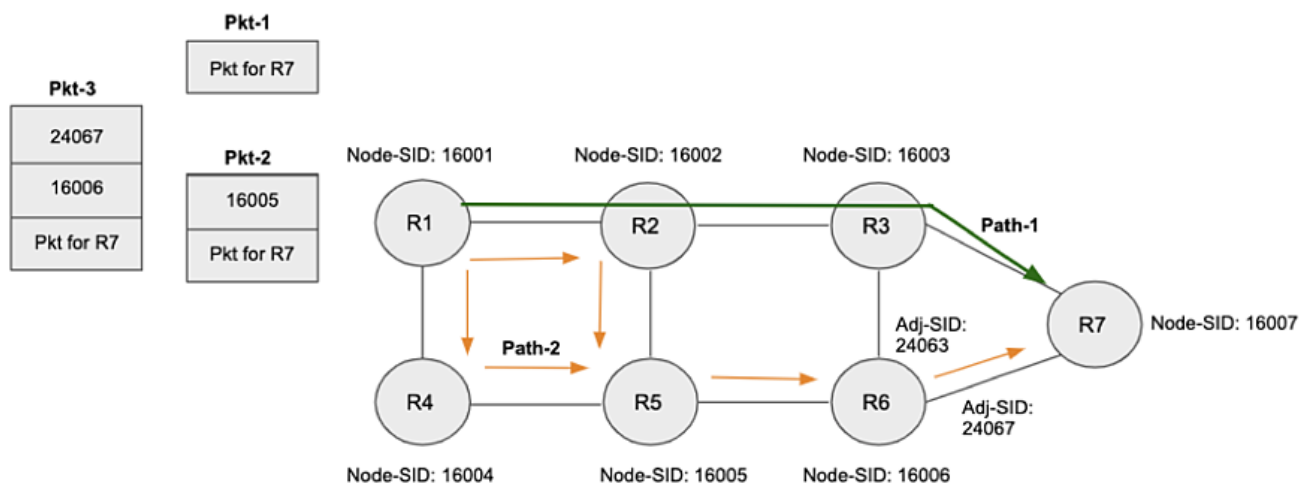 Pkt-1
Pkt for R7
Pkt-3
24067
16006
Pkt for R7
Pkt-2
16005
Pkt for R7
Node-SID: 16001
Node-SID: 16002
Node-SID: 16003
R1
R2
R3
Path-1
R7
Node-SID: 16007
Adj-SID:
24063
Path-2
R4
R5
R6
Adj-SID:
24067
Node-SID: 16004
Node-SID: 16005
Node-SID: 16006